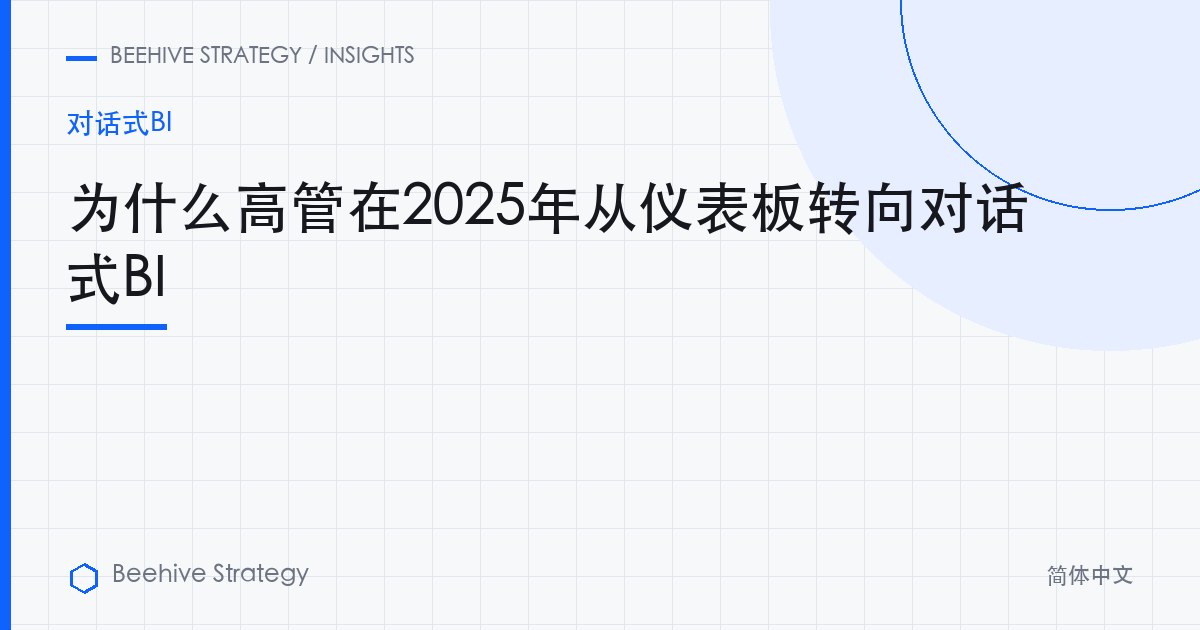 BEEHIVE STRATEGY / INSIGHTS
对话式BI
为什么高管在2025年从仪表板转向对话
式BI
Beehive Strategy
简体中文